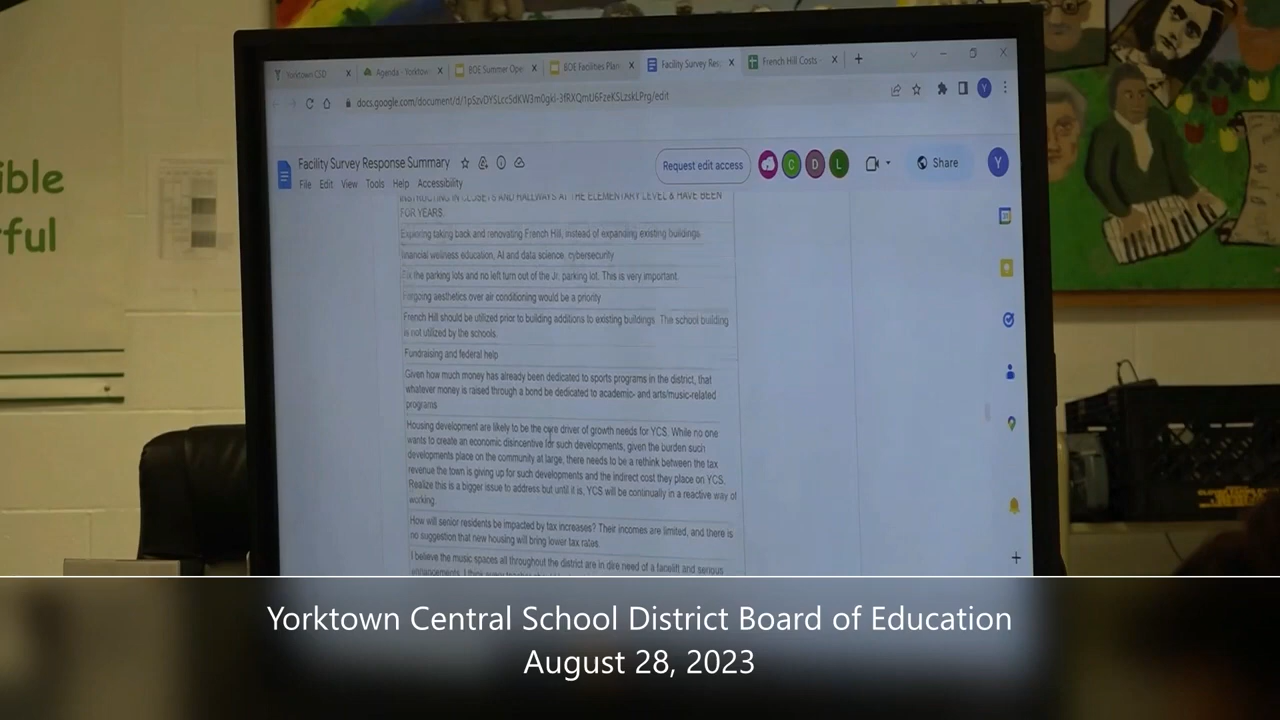 ible
rful
Yorktown CSD
Agenda - Yorktow
BOE Summer Ope
BOE Facilities Plan
Facility Survey Res
French Hill Costs -
Facility Survey Response Summary
File Edit View Tools Help Accessibility
Request edit access
C D L
Share
Y
INSTRUCTING IN CLOSETS AND HALLWAYS AT THE ELEMENTARY LEVEL & HAVE BEEN
FOR YEARS.
Exploring taking back and renovating French Hill, instead of expanding existing buildings.
financial wellness education, AI and data science, cybersecurity
Fix the parking lots and no left turn out of the Jr. parking lot. This is very important.
Forgoing aesthetics over air conditioning would be a priority
French Hill should be utilized prior to building additions to existing buildings. The school building
is not utilized by the schools.
Fundraising and federal help
Given how much money has already been dedicated to sports programs in the district, that
whatever money is raised through a bond be dedicated to academic- and arts/music-related
programs
Housing development are likely to be the core driver of growth needs for YCS. While no one
wants to create an economic disincentive for such developments, given the burden such
developments place on the community at large, there needs to be a rethink between the tax
revenue the town is giving up for such developments and the indirect cost they place on YCS.
Realize this is a bigger issue to address but until it is, YCS will be continually in a reactive way of
working.
How will senior residents be impacted by tax increases? Their incomes are limited, and there is
no suggestion that new housing will bring lower tax rates.
I believe the music spaces all throughout the district are in dire need of a facelift and serious
Yorktown Central School District Board of Education
August 28, 2023